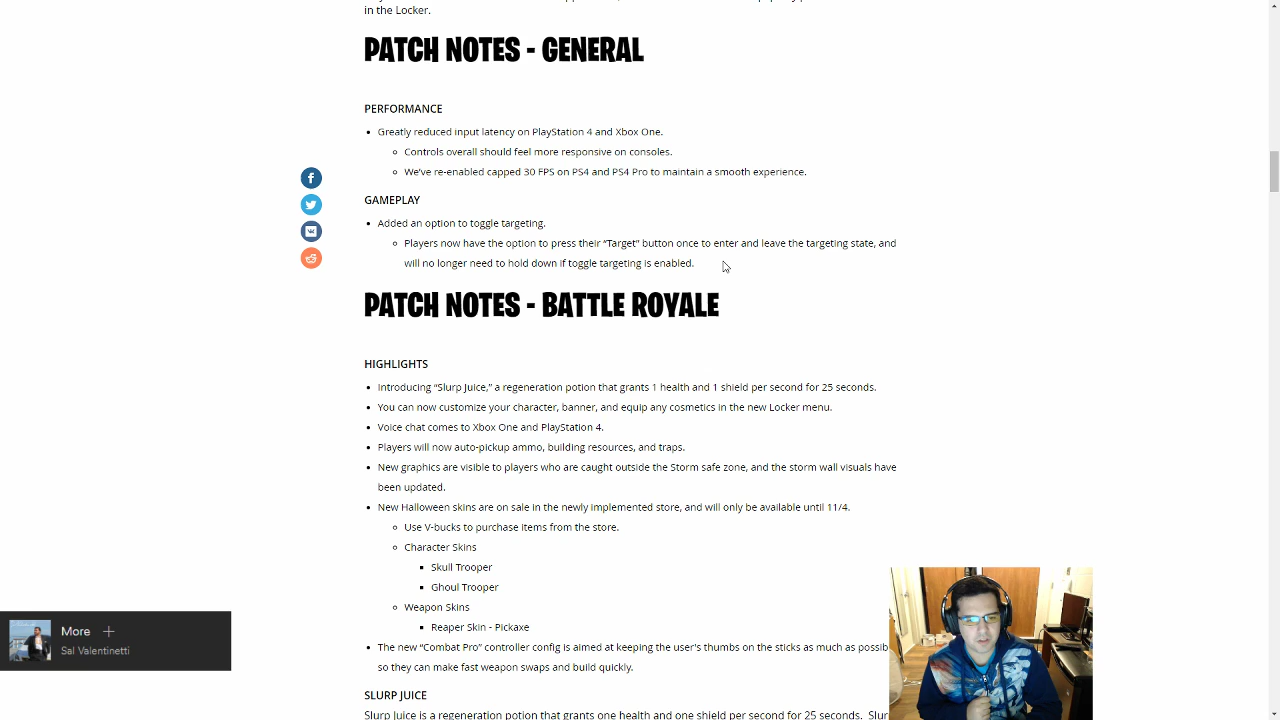 in the Locker.
PATCH NOTES - GENERAL
PERFORMANCE
Greatly reduced input latency on PlayStation 4 and Xbox One.
Controls overall should feel more responsive on consoles.
We've re-enabled capped 30 FPS on PS4 and PS4 Pro to maintain a smooth experience.
GAMEPLAY
Added an option to toggle targeting.
Players now have the option to press their “Target” button once to enter and leave the targeting state, and
will no longer need to hold down if toggle targeting is enabled.
PATCH NOTES - BATTLE ROYALE
HIGHLIGHTS
Introducing “Slurp Juice,” a regeneration potion that grants 1 health and 1 shield per second for 25 seconds.
You can now customize your character, banner, and equip any cosmetics in the new Locker menu.
Voice chat comes to Xbox One and PlayStation 4.
Players will now auto-pickup ammo, building resources, and traps.
New graphics are visible to players who are caught outside the Storm safe zone, and the storm wall visuals have
been updated.
New Halloween skins are on sale in the newly implemented store, and will only be available until 11/4.
Use V-bucks to purchase items from the store.
Character Skins
Skull Trooper
Ghoul Trooper
Weapon Skins
Reaper Skin - Pickaxe
The new “Combat Pro” controller config is aimed at keeping the user's thumbs on the sticks as much as possib
so they can make fast weapon swaps and build quickly.
SLURP JUICE
Slurp Juice is a regeneration potion that grants one health and one shield per second for 25 seconds. Slur
More +
Sal Valentinetti